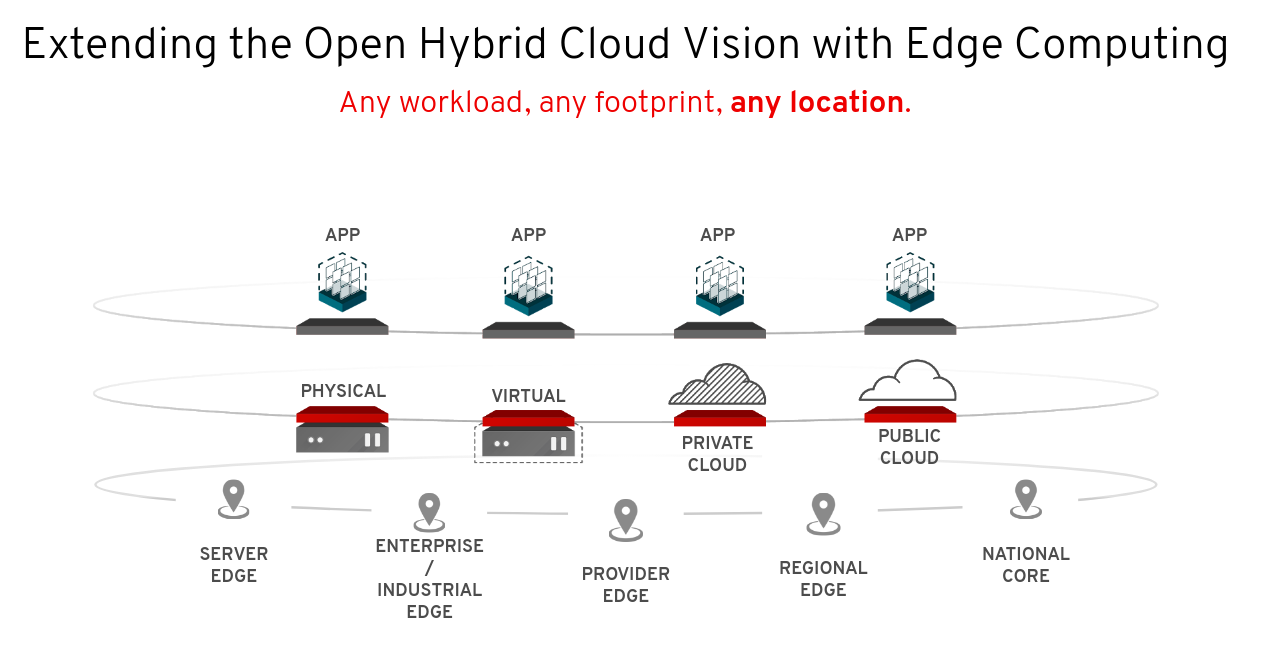 Extending the Open Hybrid Cloud Vision with Edge Computing
Any workload, any footprint, any location.
APP
APP
APP
APP
PHYSICAL
VIRTUAL
PRIVATE
CLOUD
PUBLIC
CLOUD
SERVER
EDGE
ENTERPRISE
/
INDUSTRIAL
EDGE
PROVIDER
EDGE
REGIONAL
EDGE
NATIONAL
CORE